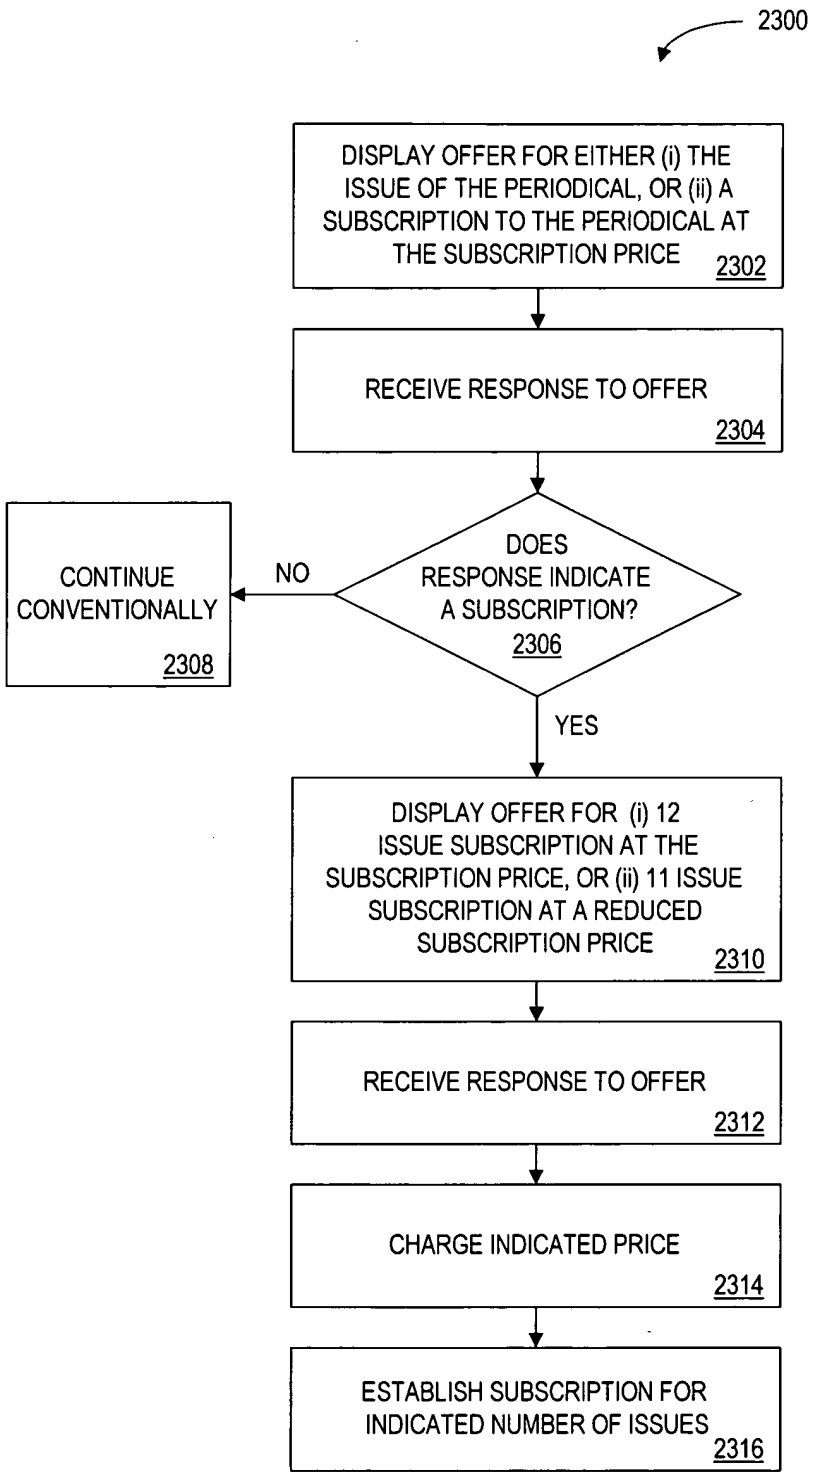 2300
DISPLAY OFFER FOR EITHER (i) THE
ISSUE OF THE PERIODICAL, OR (ii) A
SUBSCRIPTION TO THE PERIODICAL AT
THE SUBSCRIPTION PRICE
2302
RECEIVE RESPONSE TO OFFER
2304
DOES
RESPONSE INDICATE
A SUBSCRIPTION?
2306
NO
CONTINUE
CONVENTIONALLY
2308
YES
DISPLAY OFFER FOR (i) 12
ISSUE SUBSCRIPTION AT THE
SUBSCRIPTION PRICE, OR (ii) 11 ISSUE
SUBSCRIPTION AT A REDUCED
SUBSCRIPTION PRICE
2310
RECEIVE RESPONSE TO OFFER
2312
CHARGE INDICATED PRICE
2314
ESTABLISH SUBSCRIPTION FOR
INDICATED NUMBER OF ISSUES
2316